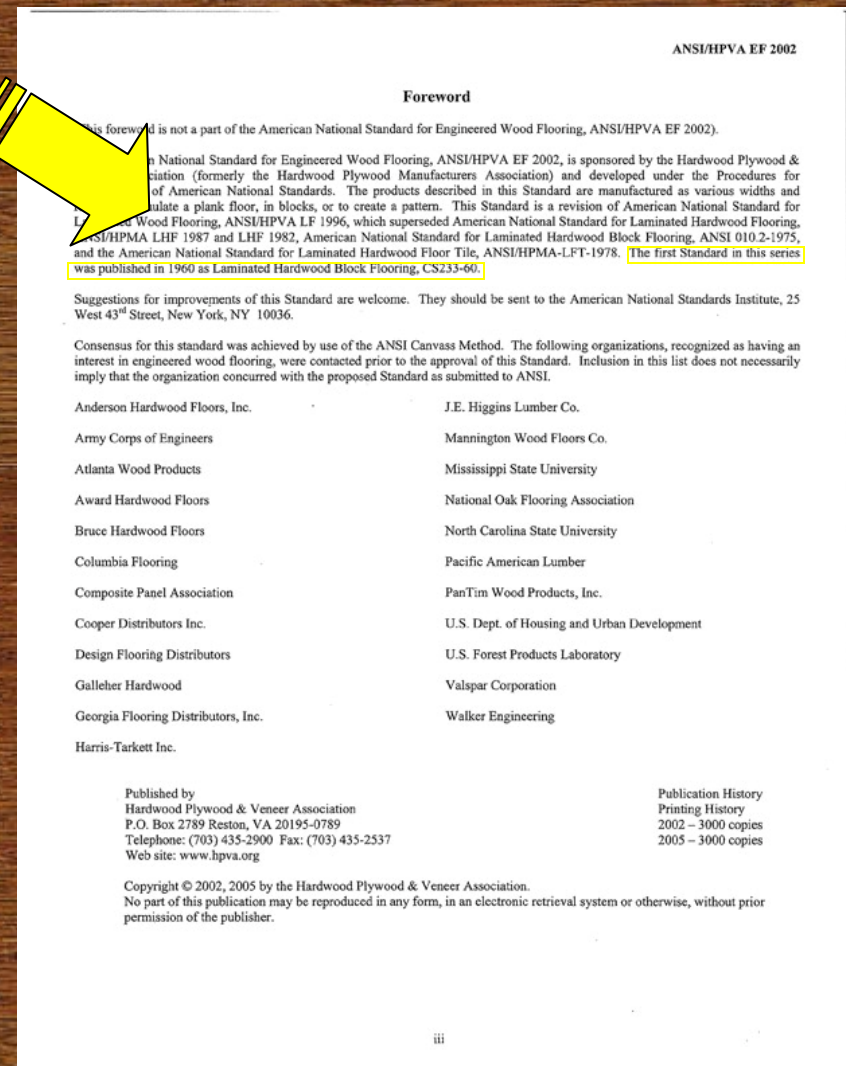 ANSI/HPVA EF 2002
Foreword
his foreword is not a part of the American National Standard for Engineered Wood Flooring, ANSI/HPVA EF 2002).
n National Standard for Engineered Wood Flooring, ANSI/HPVA EF 2002, is sponsored by the Hardwood Plywood &
iation (formerly the Hardwood Plywood Manufacturers Association) and developed under the Procedures for
of American National Standards. The products described in this Standard are manufactured as various widths and
ulate a plank floor, in blocks, or to create a pattern. This Standard is a revision of American National Standard for
L Wood Flooring, ANSI/HPVA LF 1996, which superseded American National Standard for Laminated Hardwood Flooring,
ANSI/HPMA LHF 1987 and LHF 1982, American National Standard for Laminated Hardwood Block Flooring, ANSI 010.2-1975,
and the American National Standard for Laminated Hardwood Floor Tile, ANSI/HPMA-LFT-1978. The first Standard in this series
was published in 1960 as Laminated Hardwood Block Flooring, CS233-60.
Suggestions for improvements of this Standard are welcome. They should be sent to the American National Standards Institute, 25
West 43rd Street, New York, NY 10036.
Consensus for this standard was achieved by use of the ANSI Canvass Method. The following organizations, recognized as having an
interest in engineered wood flooring, were contacted prior to the approval of this Standard. Inclusion in this list does not necessarily
imply that the organization concurred with the proposed Standard as submitted to ANSI.
Anderson Hardwood Floors, Inc.
Army Corps of Engineers
Atlanta Wood Products
Award Hardwood Floors
Bruce Hardwood Floors
Columbia Flooring
Composite Panel Association
Cooper Distributors Inc.
Design Flooring Distributors
Galleher Hardwood
Georgia Flooring Distributors, Inc.
Harris-Tarkett Inc.
J.E. Higgins Lumber Co.
Mannington Wood Floors Co.
Mississippi State University
National Oak Flooring Association
North Carolina State University
Pacific American Lumber
PanTim Wood Products, Inc.
U.S. Dept. of Housing and Urban Development
U.S. Forest Products Laboratory
Valspar Corporation
Walker Engineering
Published by
Hardwood Plywood & Veneer Association
P.O. Box 2789 Reston, VA 20195-0789
Telephone: (703) 435-2900 Fax: (703) 435-2537
Web site: www.hpva.org
Publication History
Printing History
2002 – 3000 copies
2005 – 3000 copies
Copyright © 2002, 2005 by the Hardwood Plywood & Veneer Association.
No part of this publication may be reproduced in any form, in an electronic retrieval system or otherwise, without prior
permission of the publisher.
iii